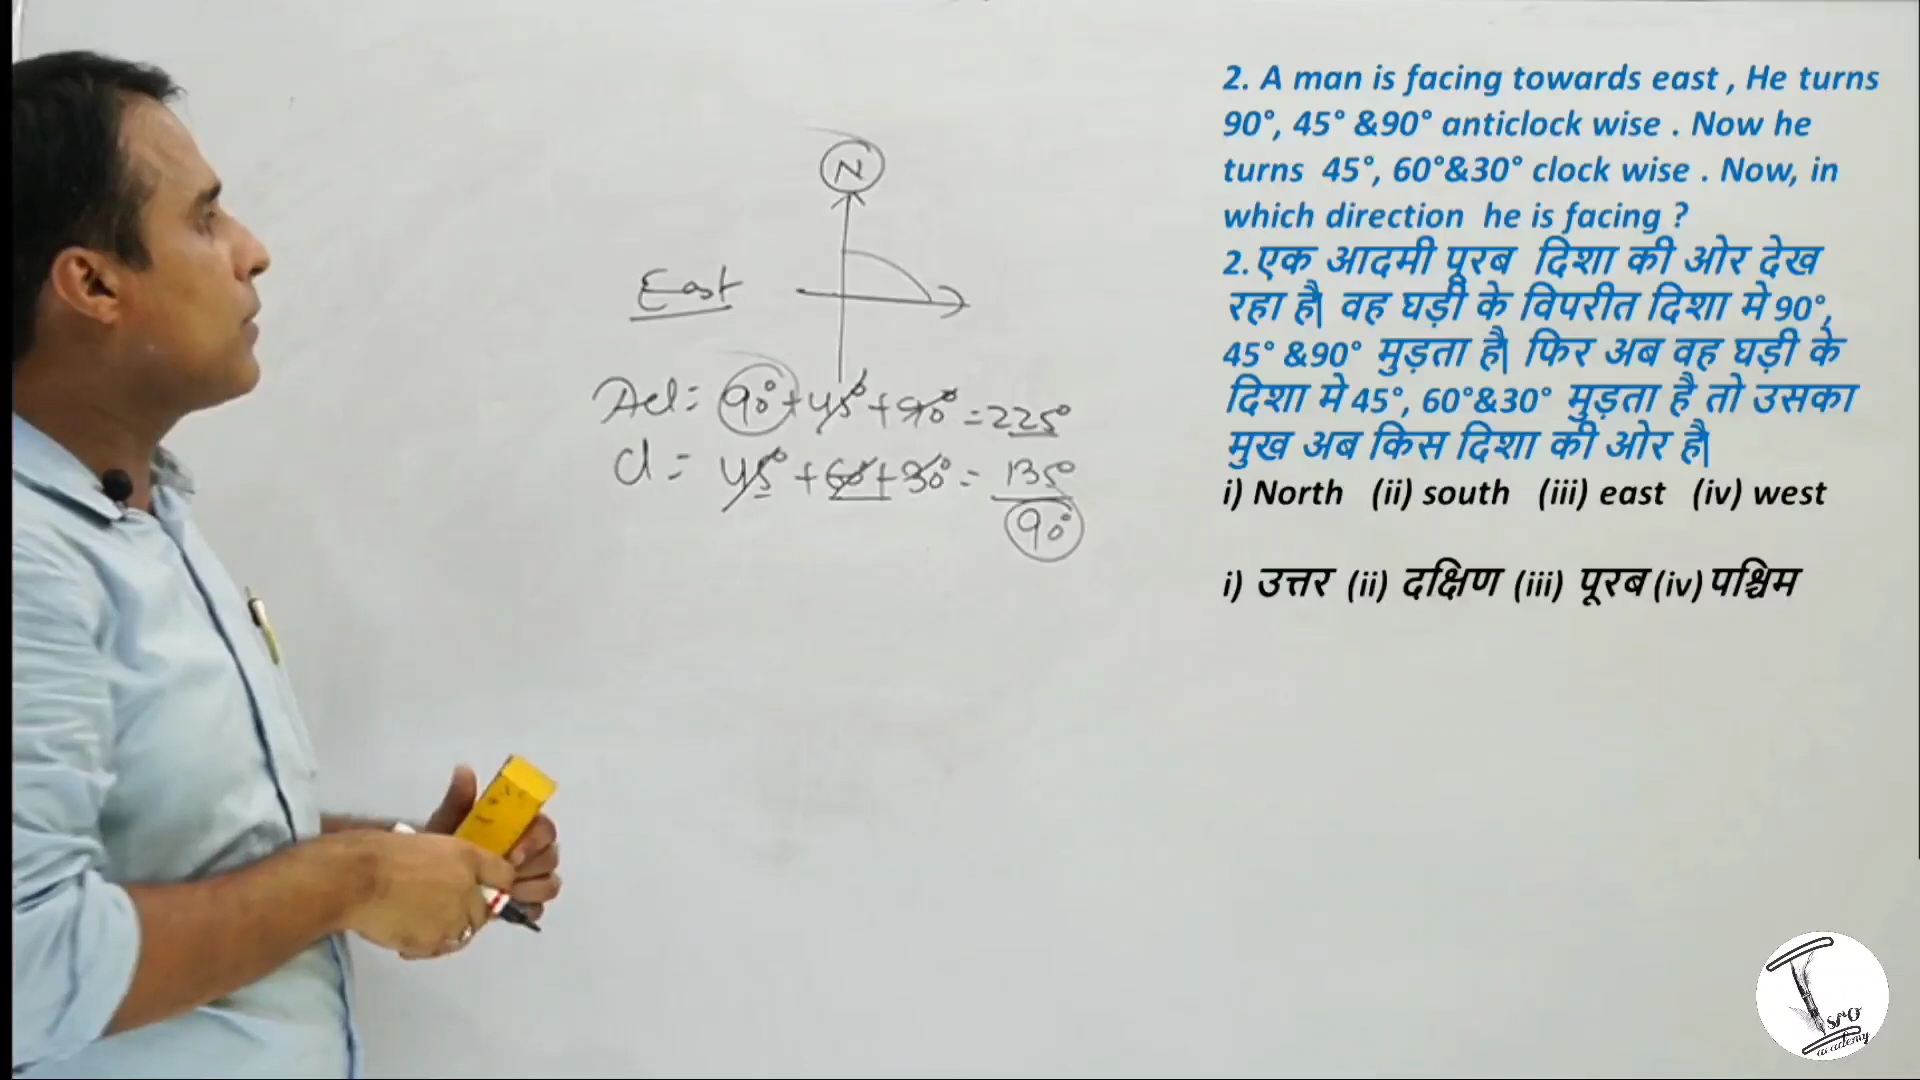 N
East
Acl = 90° + 45° + 90° = 225°
Cl = 45° + 60 + 30° = 135°
90°
2. A man is facing towards east , He turns
90°, 45° &90° anticlock wise . Now he
turns 45°, 60°&30° clock wise . Now, in
which direction he is facing ?
2. एक आदमी पूरब दिशा की ओर देख
रहा है| वह घड़ी के विपरीत दिशा मे 90°,
45° &90° मुड़ता है| फिर अब वह घड़ी के
दिशा मे 45°, 60°&30° मुड़ता है तो उसका
मुख अब किस दिशा की ओर है|
i) North (ii) south (iii) east (iv) west
i) उत्तर (ii) दक्षिण (iii) पूरब (iv) पश्चिम
Isro
academy